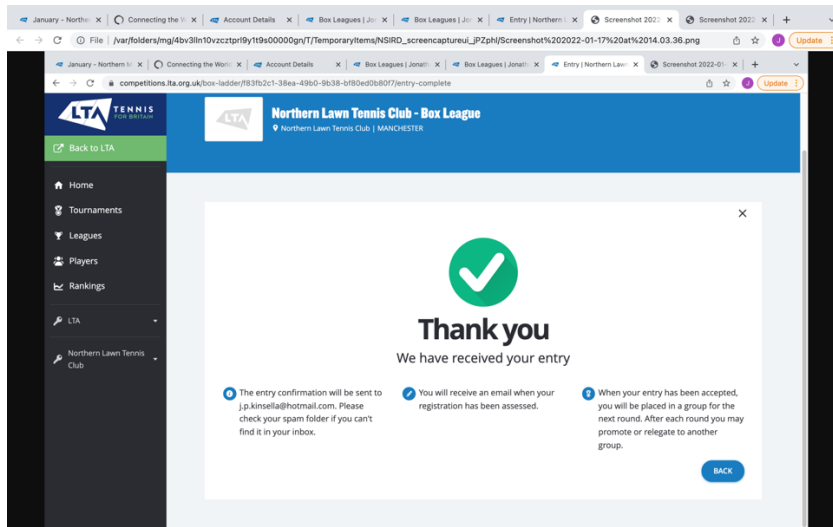 January - Northern
Connecting the W
Account Details
Box Leagues | Jon
Box Leagues | Jon
Entry | Northern L
Screenshot 2022
Screenshot 2022
File | /var/folders/mg/4bv3lln10vzcztprl9y1t9s00000gn/T/TemporaryItems/NSIRD_screencaptureui_jPZphl/Screenshot%202022-01-17%20at%2014.03.36.png
J
Update
January - Northern M
Connecting the Worl
Account Details
Box Leagues | Jonath
Box Leagues | Jonath
Entry | Northern Lawn
Screenshot 2022-01-
competitions.lta.org.uk/box-ladder/f83fb2c1-38ea-49b0-9b38-bf80ed0b80f7/entry-complete
J
Update
LTA TENNIS
FOR BRITAIN
LTA
Northern Lawn Tennis Club - Box League
Northern Lawn Tennis Club | MANCHESTER
Back to LTA
Home
Tournaments
Leagues
Players
Rankings
LTA
Northern Lawn Tennis
Club
Thank you
We have received your entry
The entry confirmation will be sent to
j.p.kinsella@hotmail.com. Please
check your spam folder if you can't
find it in your inbox.
You will receive an email when your
registration has been assessed.
When your entry has been accepted,
you will be placed in a group for the
next round. After each round you may
promote or relegate to another
group.
BACK